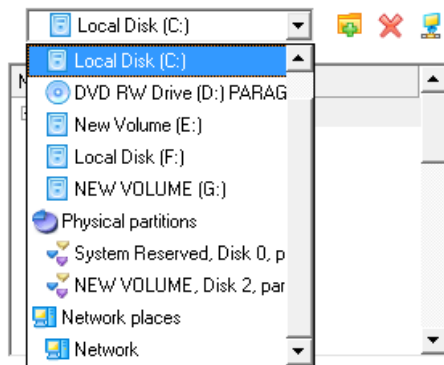 Local Disk (C:)
Local Disk (C:)
DVD RW Drive (D:) PARAG
New Volume (E:)
Local Disk (F:)
NEW VOLUME (G:)
Physical partitions
System Reserved, Disk 0, p
NEW VOLUME, Disk 2, par
Network places
Network